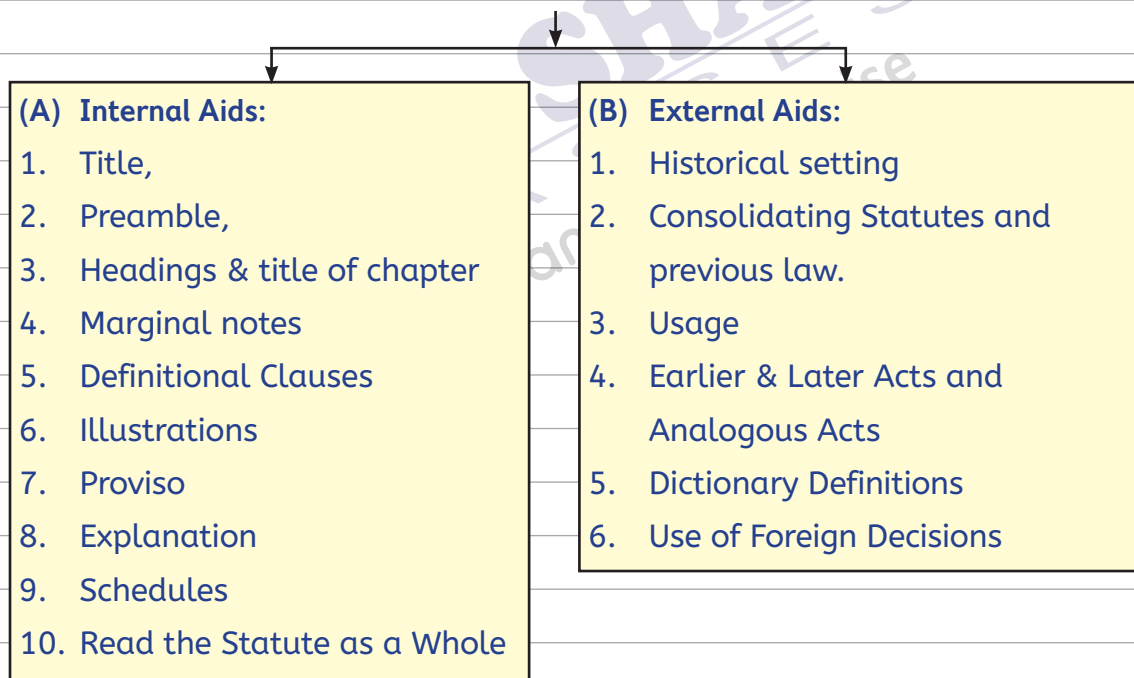 (A) Internal Aids:
1. Title,
2. Preamble,
3. Headings & title of chapter
4. Marginal notes
5. Definitional Clauses
6. Illustrations
7. Proviso
8. Explanation
9. Schedules
10. Read the Statute as a Whole
(B) External Aids:
1. Historical setting
2. Consolidating Statutes and
previous law.
3. Usage
4. Earlier & Later Acts and
Analogous Acts
5. Dictionary Definitions
6. Use of Foreign Decisions